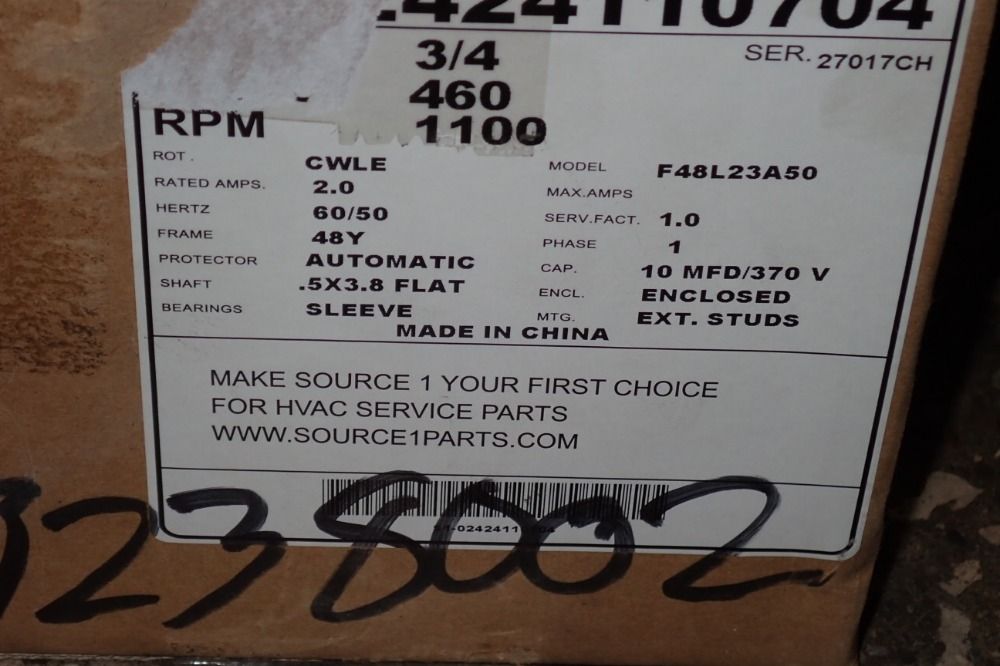 .424110704
SER. 27017CH
3/4
460
RPM 1100
ROT. CWLE
RATED AMPS. 2.0
HERTZ 60/50
FRAME 48Y
PROTECTOR AUTOMATIC
SHAFT .5X3.8 FLAT
BEARINGS SLEEVE
MODEL F48L23A50
MAX.AMPS
SERV.FACT. 1.0
PHASE 1
CAP. 10 MFD/370 V
ENCL. ENCLOSED
MTG. EXT. STUDS
MADE IN CHINA
MAKE SOURCE 1 YOUR FIRST CHOICE
FOR HVAC SERVICE PARTS
WWW.SOURCE1PARTS.COM
238002